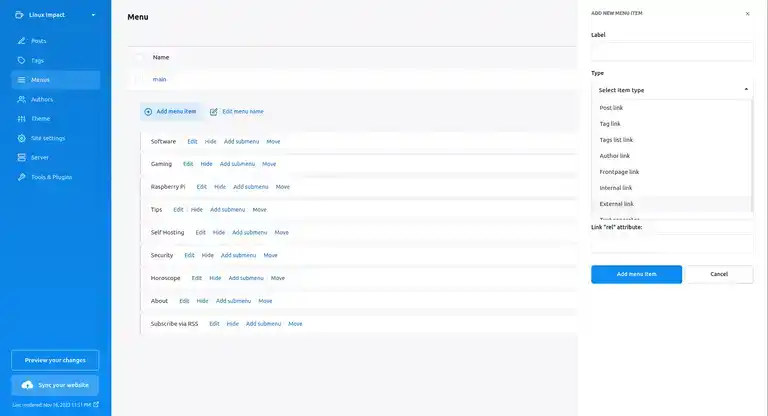 Linux Impact
Posts
Tags
Menus
Authors
Theme
Site settings
Server
Tools & Plugins
Preview your changes
Sync your website
Last rendered: Nov 16, 2023 11:51 PM
Menu
Name
main
Add menu item Edit menu name
Software Edit Hide Add submenu Move
Gaming Edit Hide Add submenu Move
Raspberry Pi Edit Hide Add submenu Move
Tips Edit Hide Add submenu Move
Self Hosting Edit Hide Add submenu Move
Security Edit Hide Add submenu Move
Horoscope Edit Hide Add submenu Move
About Edit Hide Add submenu Move
Subscribe via RSS Edit Hide Add submenu Move
ADD NEW MENU ITEM
Label
Type
Select item type
Post link
Tag link
Tags list link
Author link
Frontpage link
Internal link
External link
Link "rel" attribute:
Add menu item Cancel